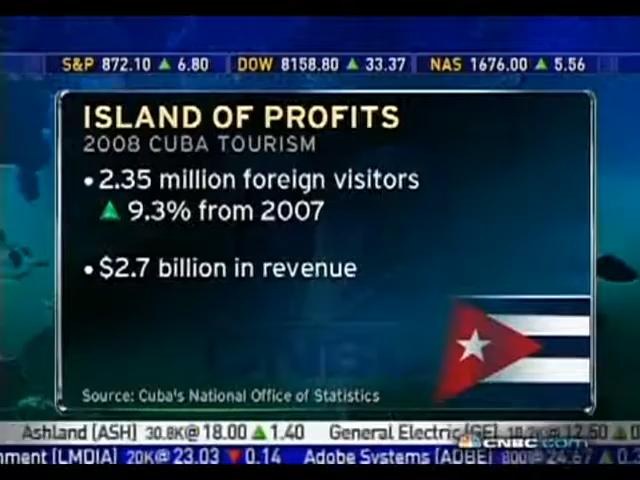 S&P 872.10 ▲ 6.80 DOW 8158.80 ▲ 33.37 NAS 1676.00 ▲ 5.56
ISLAND OF PROFITS
2008 CUBA TOURISM
• 2.35 million foreign visitors
▲ 9.3% from 2007
• $2.7 billion in revenue
Source: Cuba's National Office of Statistics
Ashland (ASH) 30.8K@ 18.00 ▲ 1.40 General Electric (GE)
CNBC.com
nment (LMDIA) 20K@ 23.03 ▼ 0.14 Adobe Systems (ADBE)